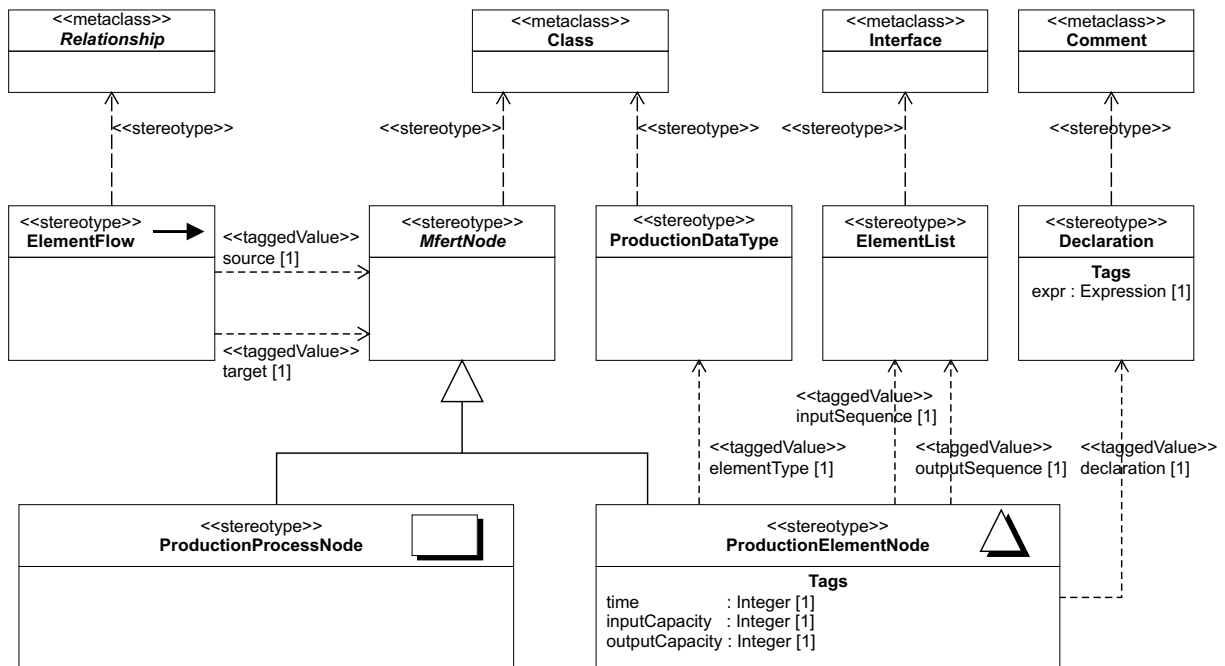 <<metaclass>>
Relationship
<<metaclass>>
Class
<<metaclass>>
Interface
<<metaclass>>
Comment
<<stereotype>>
<<stereotype>>
<<stereotype>>
<<stereotype>>
<<stereotype>>
<<stereotype>>
ElementFlow
<<taggedValue>>
source [1]
<<taggedValue>>
target [1]
<<stereotype>>
MfertNode
<<stereotype>>
ProductionDataType
<<stereotype>>
ElementList
<<stereotype>>
Declaration
Tags
expr : Expression [1]
<<taggedValue>>
inputSequence [1]
<<taggedValue>>
elementType [1]
<<taggedValue>>
outputSequence [1]
<<taggedValue>>
declaration [1]
<<stereotype>>
ProductionProcessNode
<<stereotype>>
ProductionElementNode
Tags
time : Integer [1]
inputCapacity : Integer [1]
outputCapacity : Integer [1]